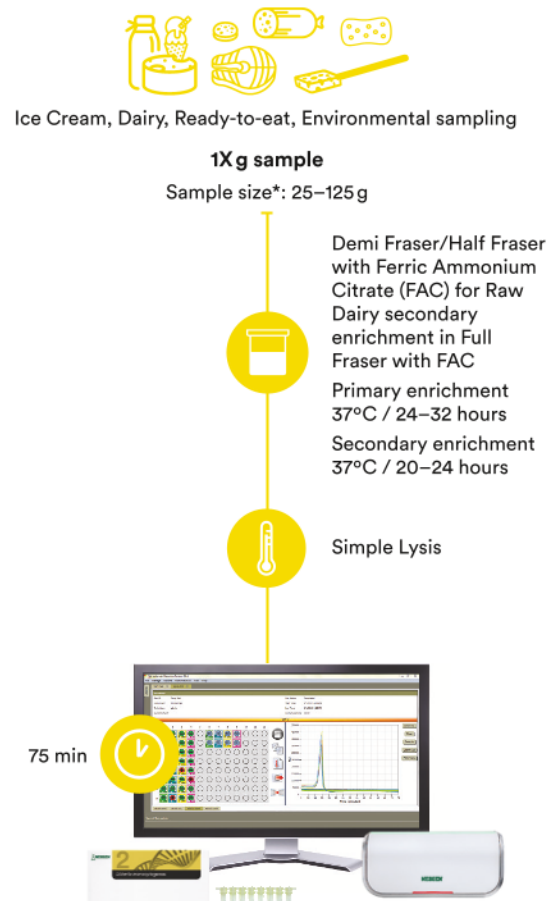 Ice Cream, Dairy, Ready-to-eat, Environmental sampling
1X g sample
Sample size*: 25–125 g
Demi Fraser/Half Fraser
with Ferric Ammonium
Citrate (FAC) for Raw
Dairy secondary
enrichment in Full
Fraser with FAC
Primary enrichment
37ºC / 24–32 hours
Secondary enrichment
37ºC / 20–24 hours
Simple Lysis
75 min
2
NEOGEN